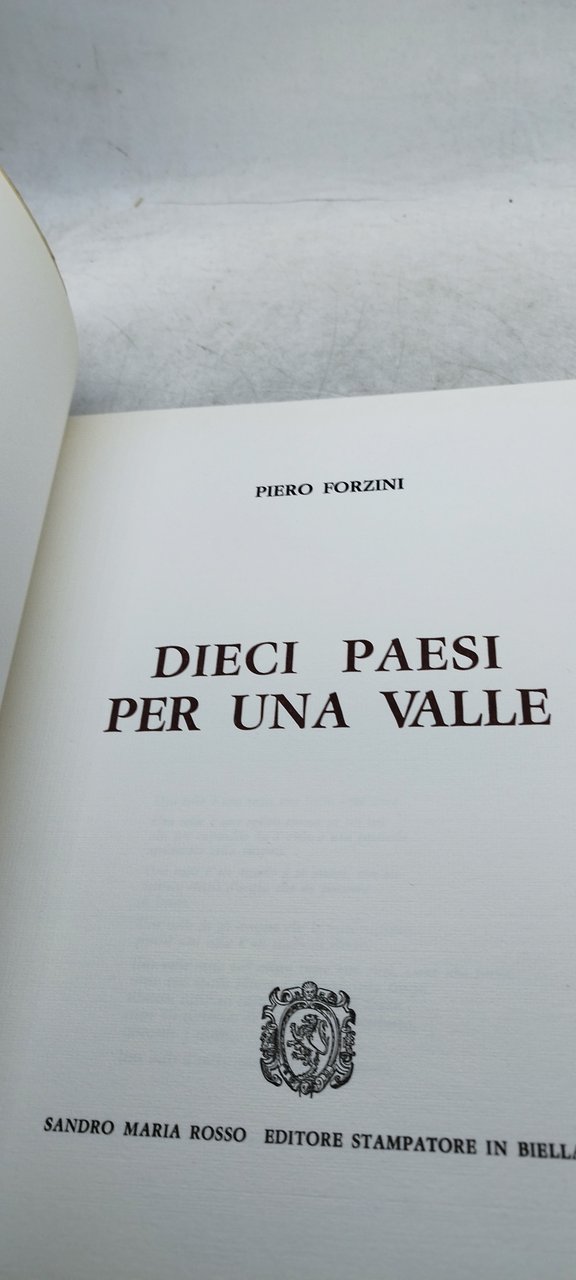 PIERO FORZINI
DIECI PAESI
PER UNA VALLE
SANDRO MARIA ROSSO EDITORE STAMPATORE IN BIELLA